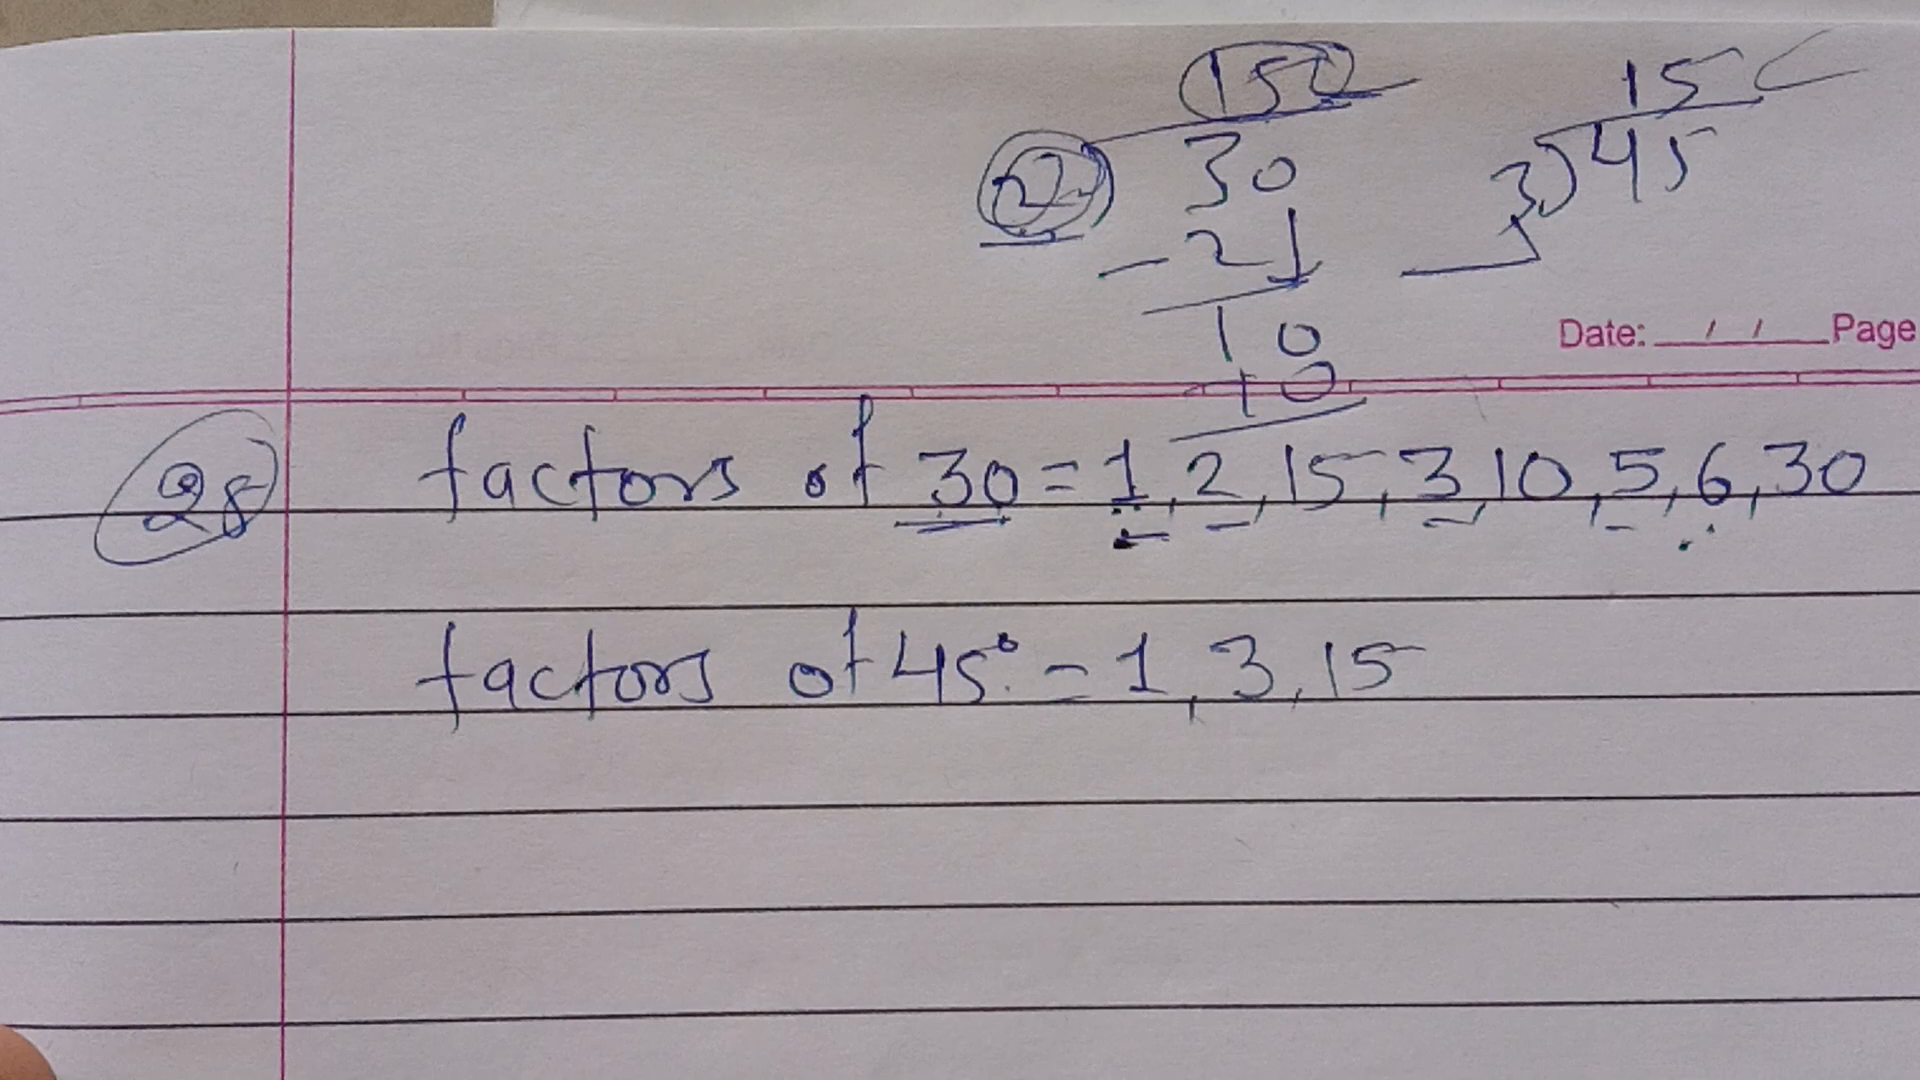 15
15
2) 30
3) 45
- 21
10
10
Date: / / Page
28 factors of 30 = 1, 2, 15, 3, 10, 5, 6, 30
factors of 45 = 1, 3, 15